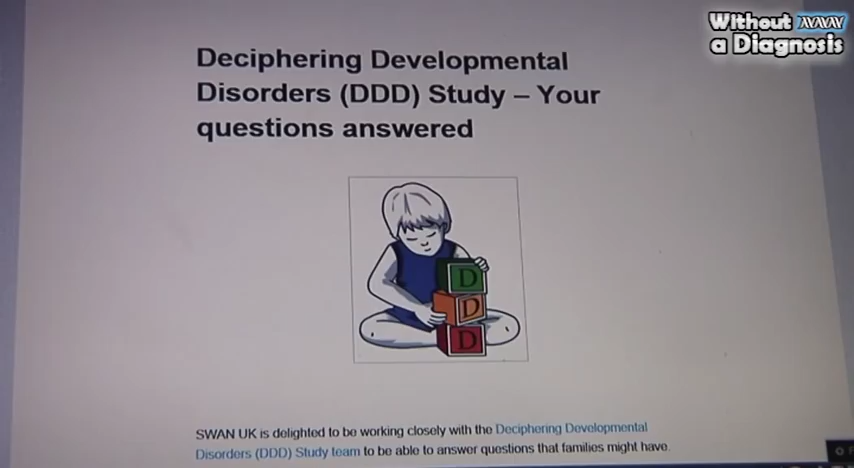 Without
a Diagnosis
Deciphering Developmental
Disorders (DDD) Study – Your
questions answered
D
D
D
SWAN UK is delighted to be working closely with the Deciphering Developmental
Disorders (DDD) Study team to be able to answer questions that families might have.